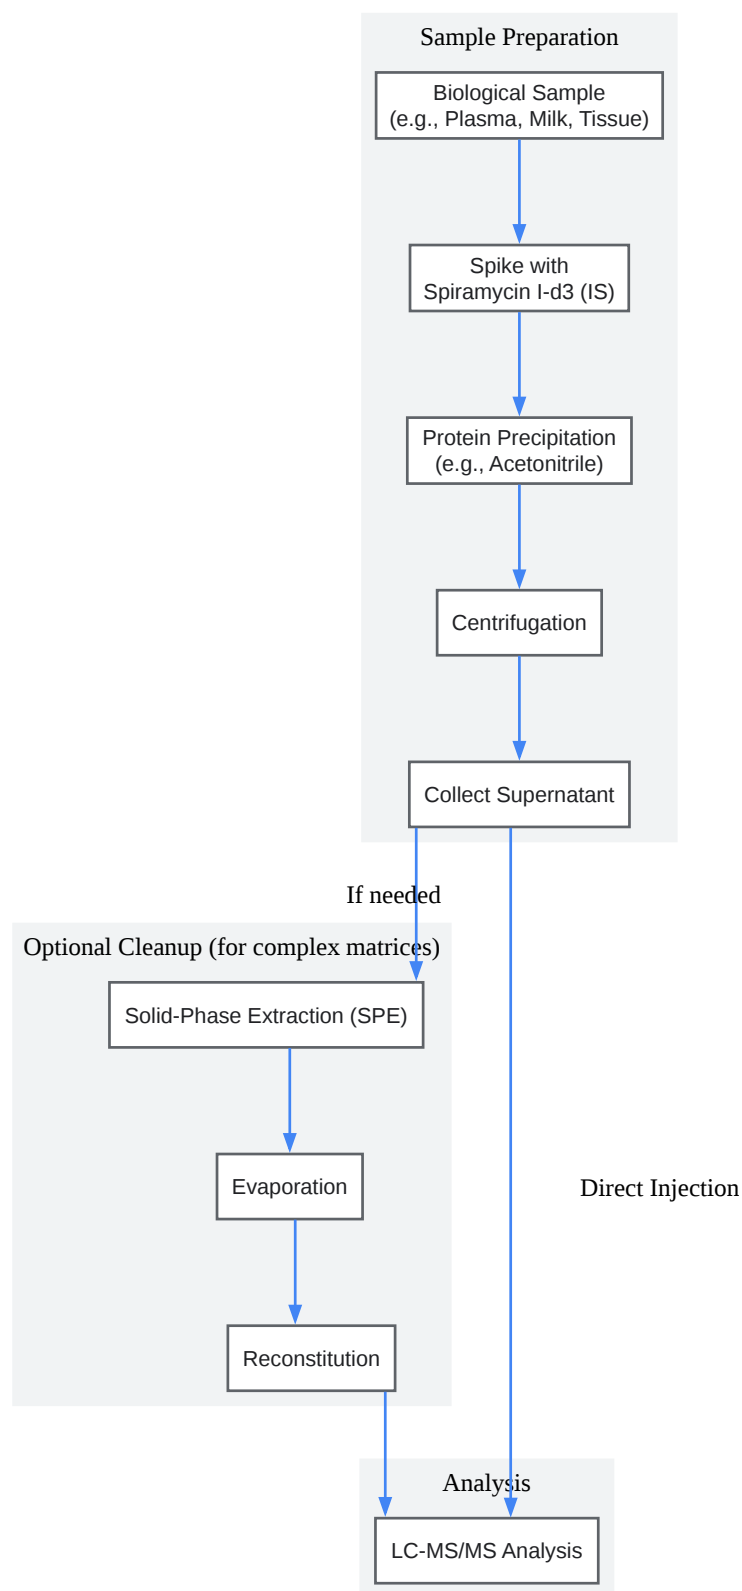 Sample Preparation
Biological Sample
(e.g., Plasma, Milk, Tissue)
Spike with
Spiramycin I-d3 (IS)
Protein Precipitation
(e.g., Acetonitrile)
Centrifugation
Collect Supernatant
If needed
Optional Cleanup (for complex matrices)
Solid-Phase Extraction (SPE)
Evaporation
Direct Injection
Reconstitution
Analysis
LC-MS/MS Analysis